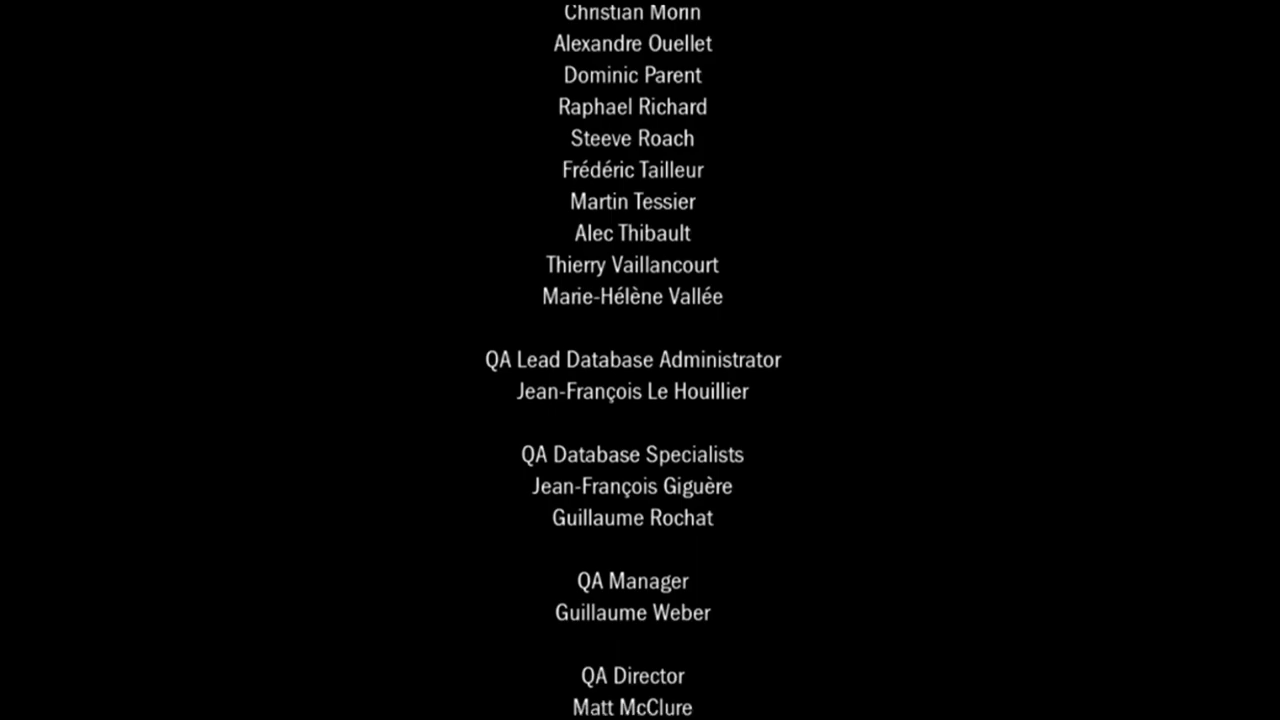 Christian Morin
Alexandre Ouellet
Dominic Parent
Raphael Richard
Steeve Roach
Frédéric Tailleur
Martin Tessier
Alec Thibault
Thierry Vaillancourt
Marie-Hélène Vallée
QA Lead Database Administrator
Jean-François Le Houillier
QA Database Specialists
Jean-François Giguère
Guillaume Rochat
QA Manager
Guillaume Weber
QA Director
Matt McClure